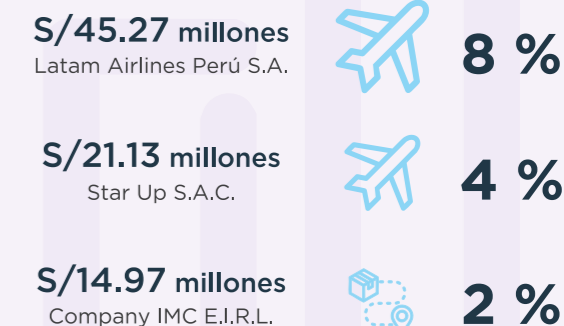 S/45.27 millones
Latam Airlines Perú S.A.
8 %
S/21.13 millones
Star Up S.A.C.
4 %
S/14.97 millones
Company IMC E.I.R.L.
2 %